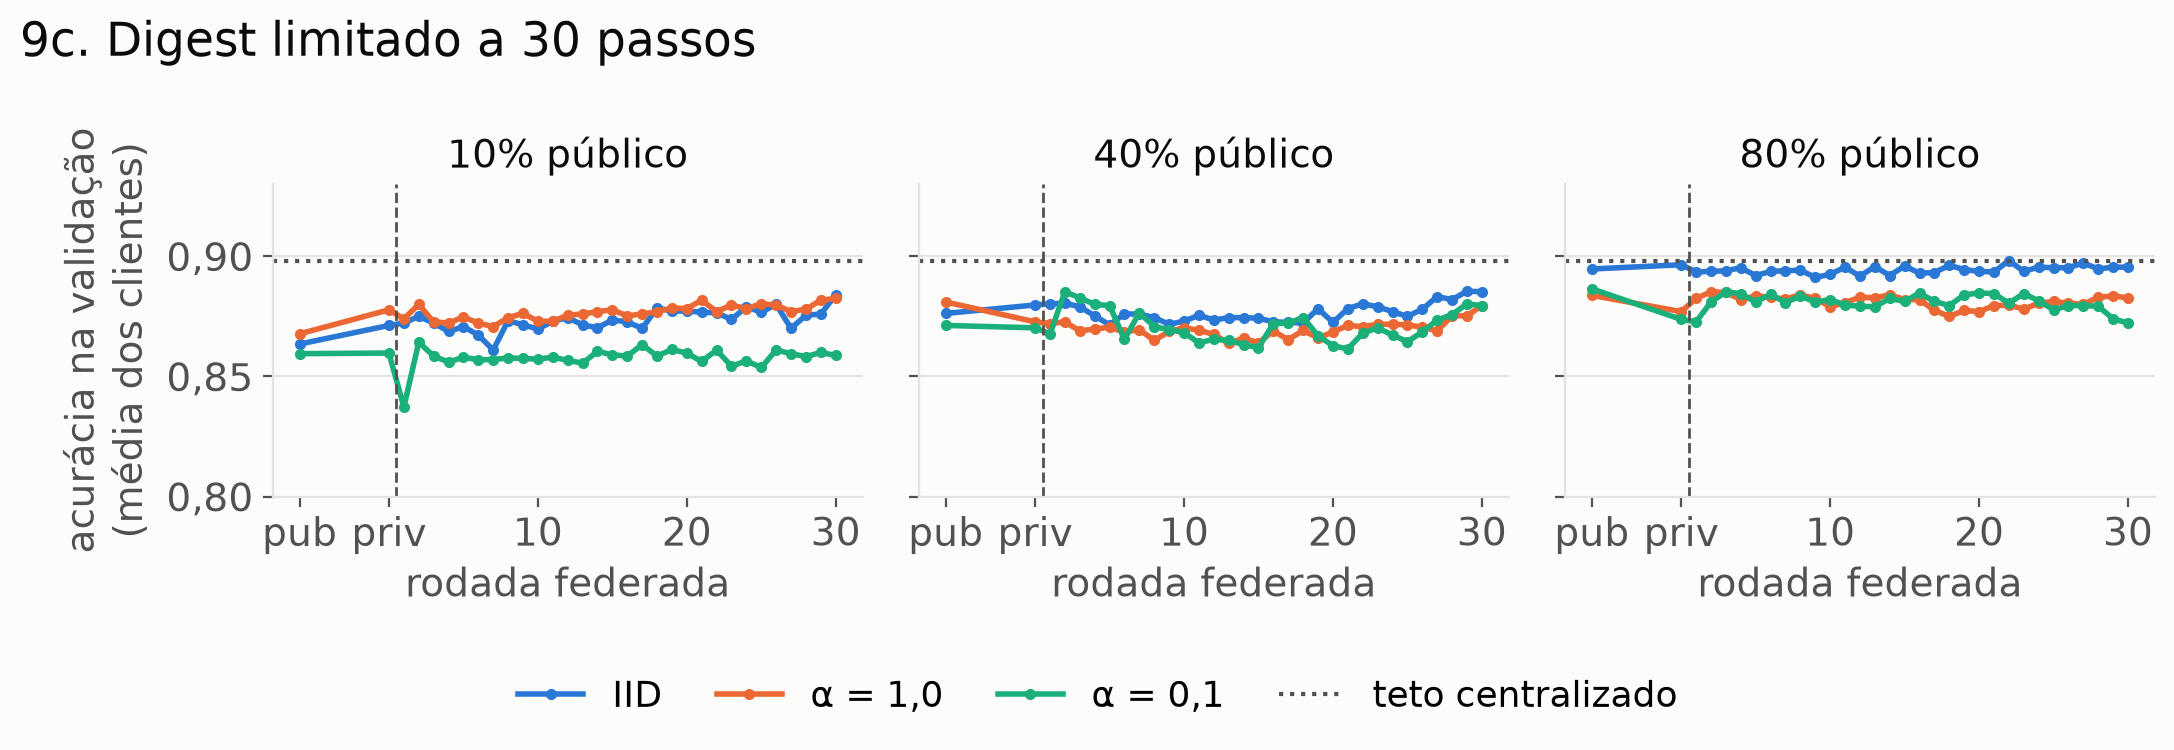 9c. Digest limitado a 30 passos
10% público
40% público
80% público
acurácia na validação
(média dos clientes)
0,90
0,85
0,80
pub priv 10 20 30
pub priv 10 20 30
pub priv 10 20 30
rodada federada
rodada federada
rodada federada
IID α = 1,0 α = 0,1 teto centralizado